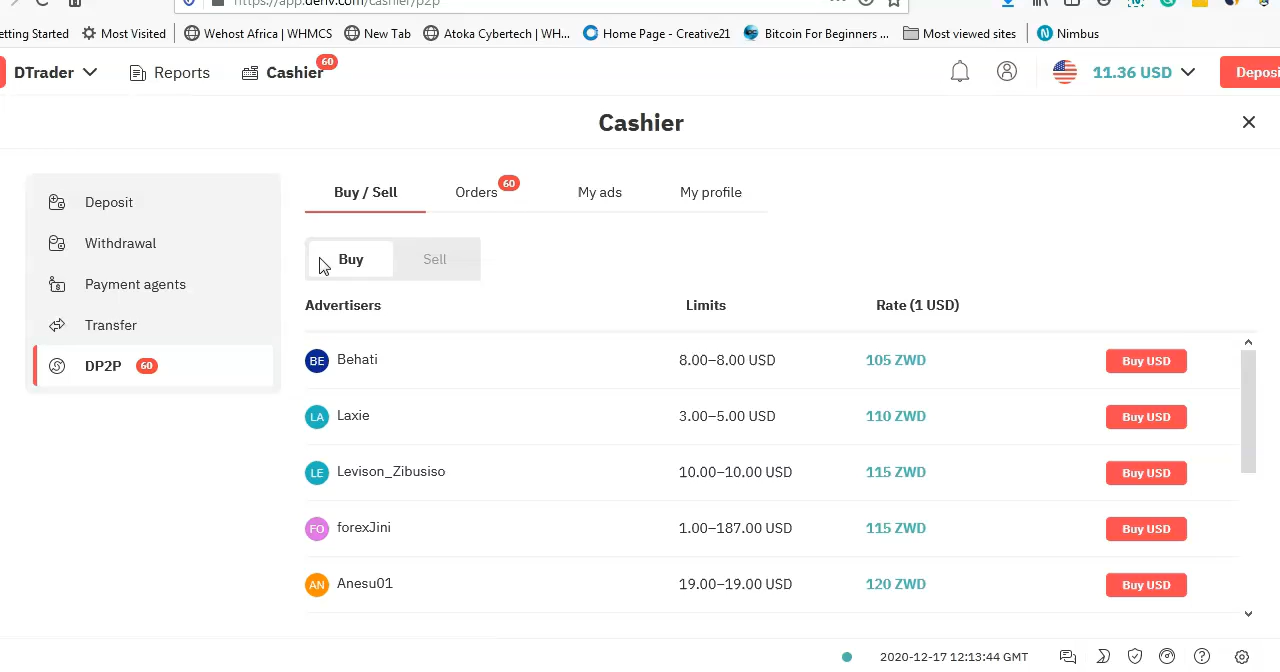 https://app.deriv.com/cashier/p2p
etting Started Most Visited Wehost Africa | WHMCS New Tab Atoka Cybertech | WH... Home Page - Creative21 Bitcoin For Beginners ... Most viewed sites Nimbus
DTrader Reports Cashier 60 11.36 USD Deposi
Cashier
Deposit
Withdrawal
Payment agents
Transfer
DP2P 60
Buy / Sell Orders 60 My ads My profile
Buy Sell
Advertisers Limits Rate (1 USD)
BE Behati 8.00–8.00 USD 105 ZWD Buy USD
LA Laxie 3.00–5.00 USD 110 ZWD Buy USD
LE Levison_Zibusiso 10.00–10.00 USD 115 ZWD Buy USD
FO forexJini 1.00–187.00 USD 115 ZWD Buy USD
AN Anesu01 19.00–19.00 USD 120 ZWD Buy USD
2020-12-17 12:13:44 GMT